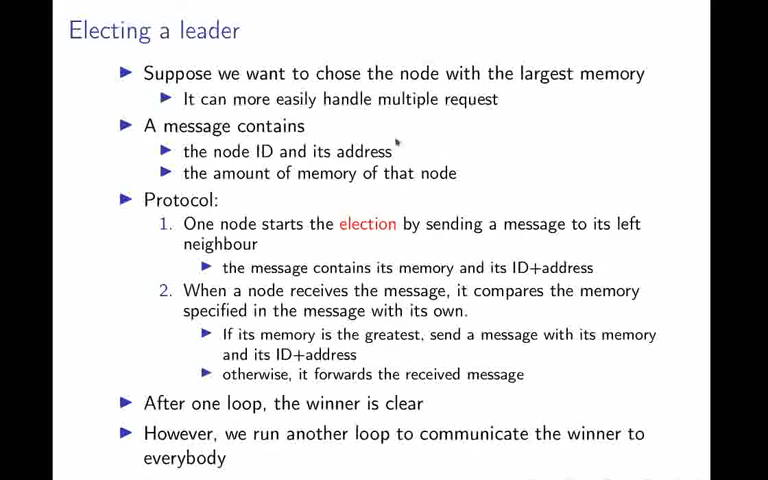 Electing a leader
Suppose we want to chose the node with the largest memory
It can more easily handle multiple request
A message contains
the node ID and its address
the amount of memory of that node
Protocol:
1. One node starts the election by sending a message to its left
neighbour
the message contains its memory and its ID+address
2. When a node receives the message, it compares the memory
specified in the message with its own.
If its memory is the greatest, send a message with its memory
and its ID+address
otherwise, it forwards the received message
After one loop, the winner is clear
However, we run another loop to communicate the winner to
everybody